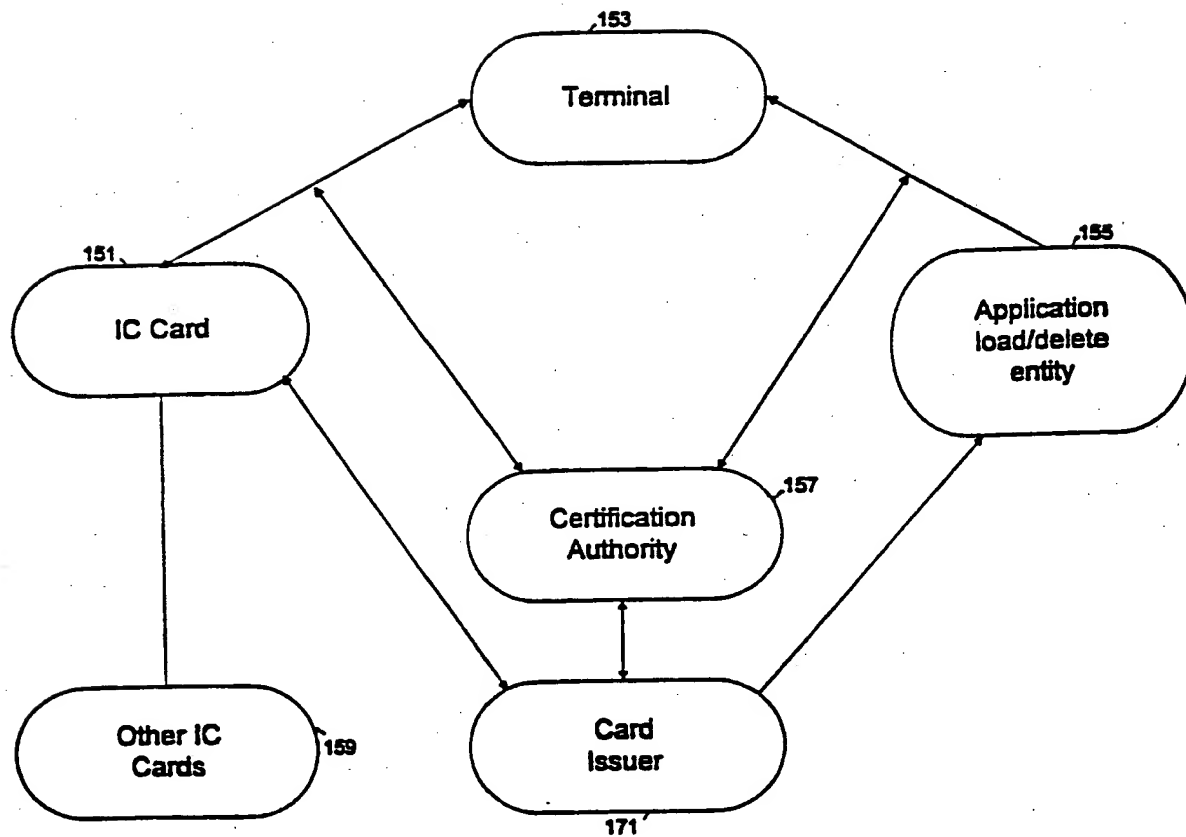 153
Terminal
151
IC Card
155
Application
load/delete
entity
157
Certification
Authority
Other IC
Cards
159
Card
Issuer
171